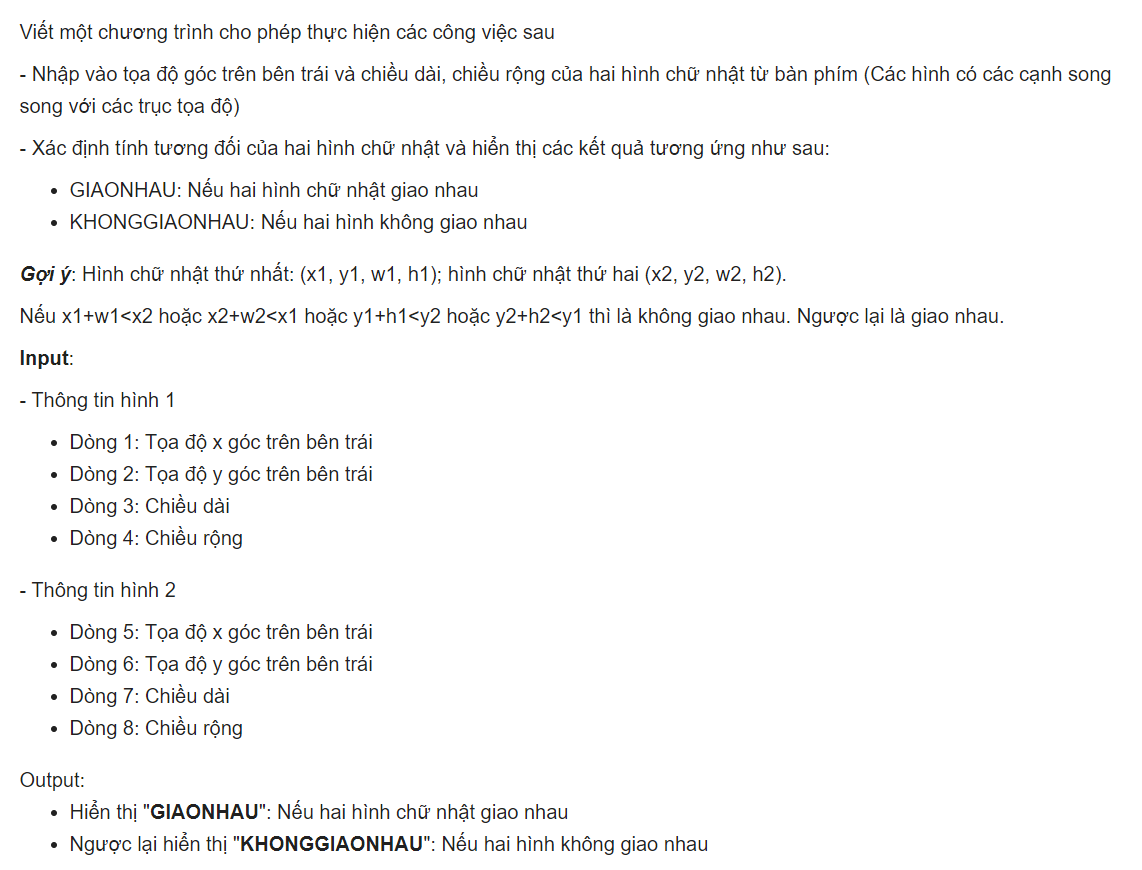 Viết một chương trình cho phép thực hiện các công việc sau
- Nhập vào tọa độ góc trên bên trái và chiều dài, chiều rộng của hai hình chữ nhật từ bàn phím (Các hình có các cạnh song
song với các trục tọa độ)
- Xác định tính tương đối của hai hình chữ nhật và hiển thị các kết quả tương ứng như sau:
• GIAONHAU: Nếu hai hình chữ nhật giao nhau
• KHONGGIAONHAU: Nếu hai hình không giao nhau
Gợi ý: Hình chữ nhật thứ nhất: (x1, y1, w1, h1); hình chữ nhật thứ hai (x2, y2, w2, h2).
Nếu x1+w1<x2 hoặc x2+w2<x1 hoặc y1+h1<y2 hoặc y2+h2<y1 thì là không giao nhau. Ngược lại là giao nhau.
Input:
- Thông tin hình 1
• Dòng 1: Tọa độ x góc trên bên trái
• Dòng 2: Tọa độ y góc trên bên trái
• Dòng 3: Chiều dài
• Dòng 4: Chiều rộng
- Thông tin hình 2
• Dòng 5: Tọa độ x góc trên bên trái
• Dòng 6: Tọa độ y góc trên bên trái
• Dòng 7: Chiều dài
• Dòng 8: Chiều rộng
Output:
• Hiển thị "GIAONHAU": Nếu hai hình chữ nhật giao nhau
• Ngược lại hiển thị "KHONGGIAONHAU": Nếu hai hình không giao nhau